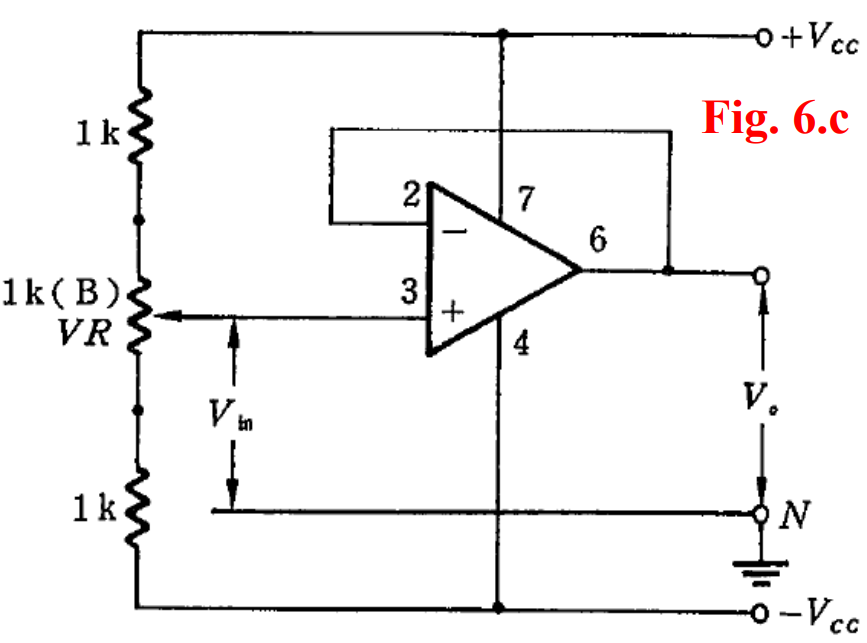 +Vcc
Fig. 6.c
1k
2
7
6
1k(B)
VR
3
4
−
+
Vin
Vo
1k
N
−Vcc